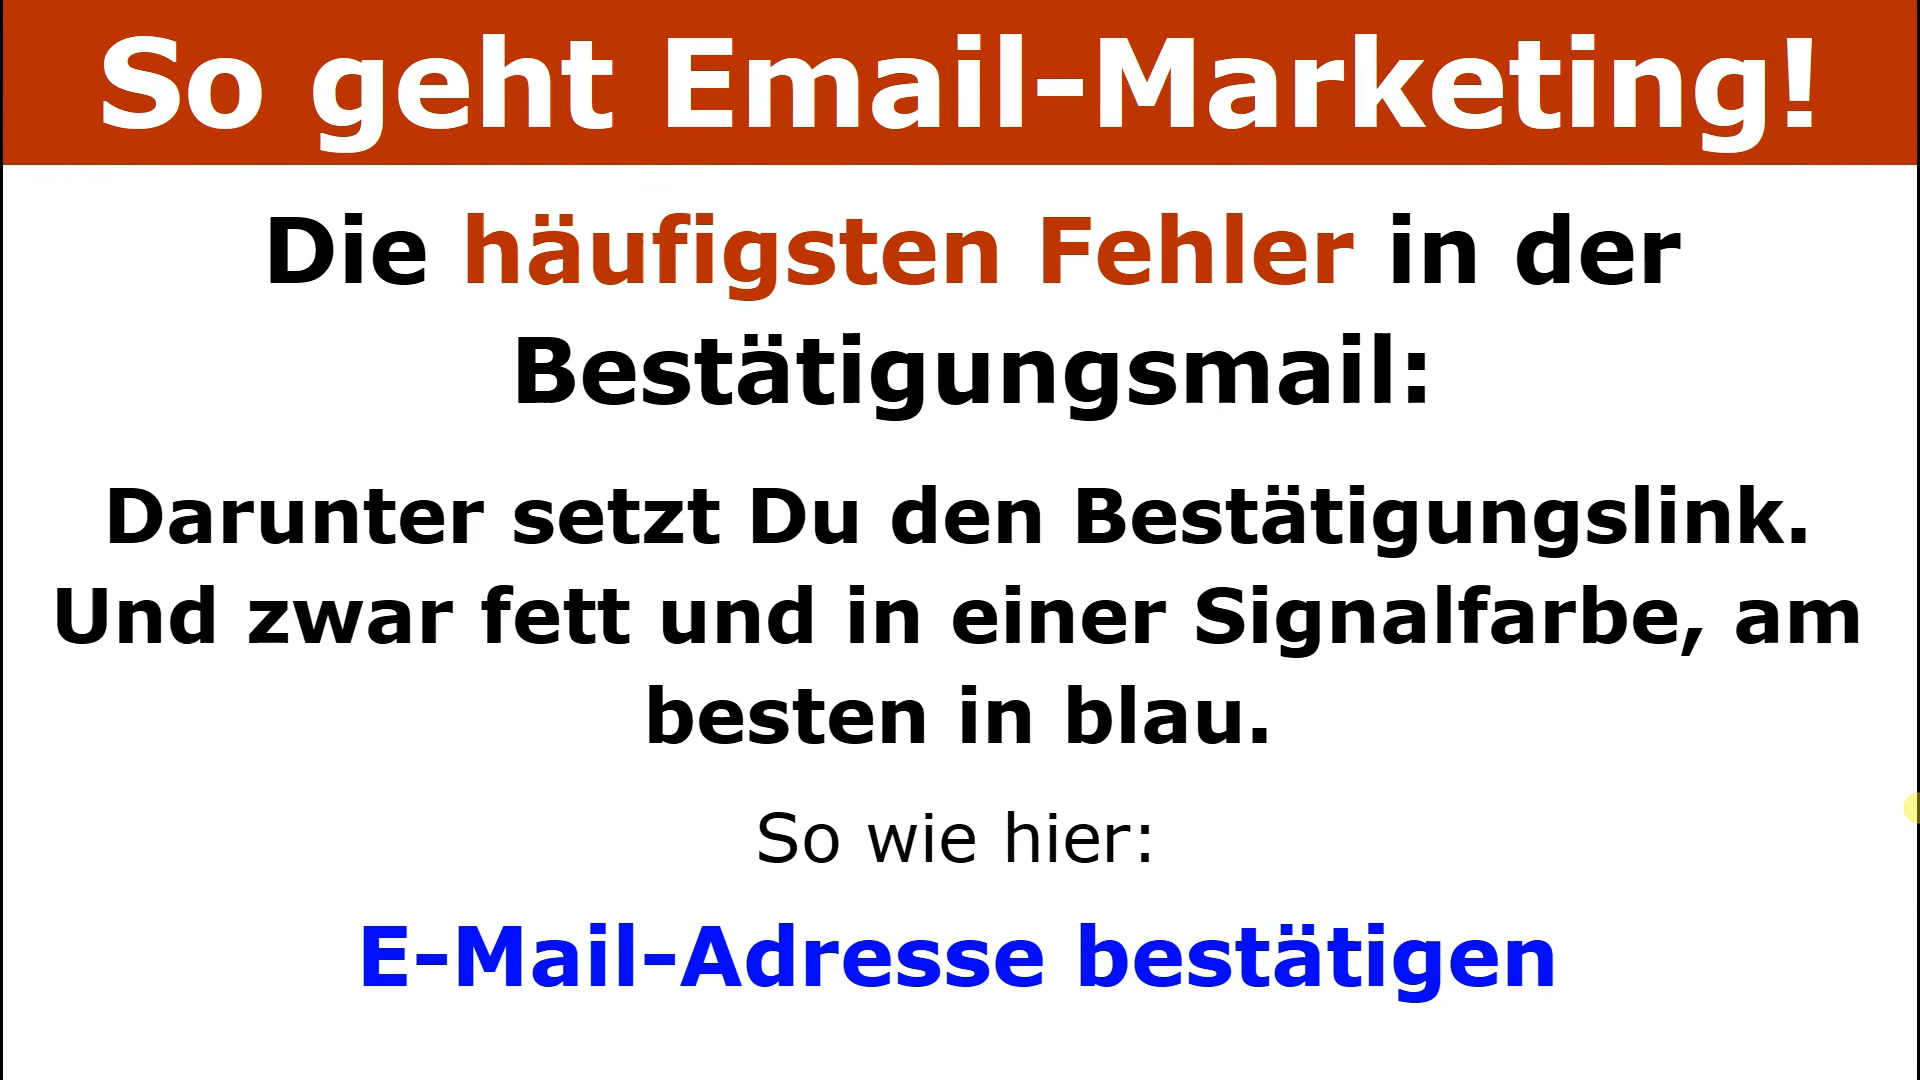 So geht Email-Marketing!
Die häufigsten Fehler in der
Bestätigungsmail:
Darunter setzt Du den Bestätigungslink.
Und zwar fett und in einer Signalfarbe, am
besten in blau.
So wie hier:
E-Mail-Adresse bestätigen